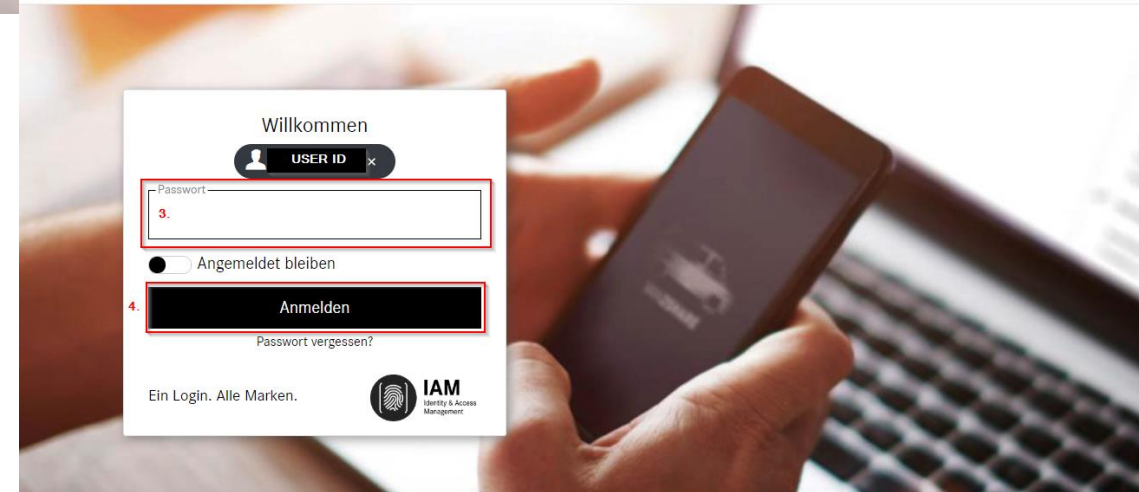 Willkommen
USER ID ×
Passwort
3.
Angemeldet bleiben
4. Anmelden
Passwort vergessen?
Ein Login. Alle Marken.
IAM
Identity & Access
Management